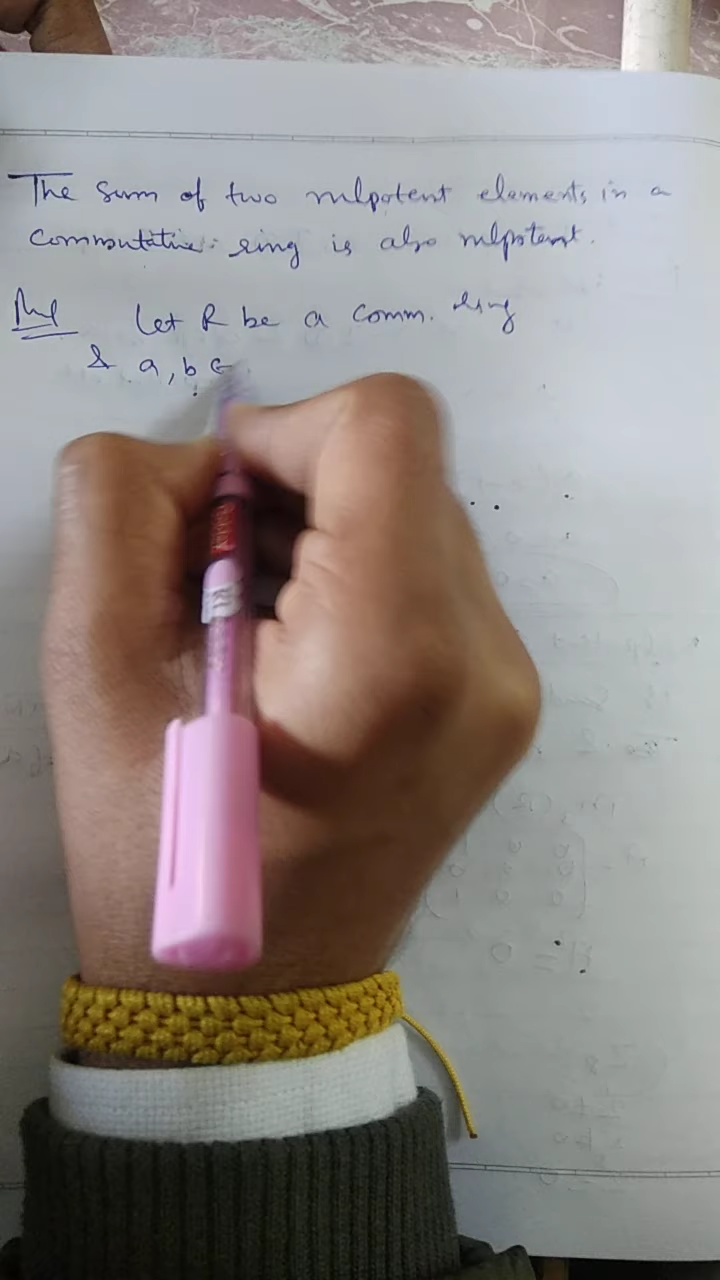 The sum of two nilpotent elements in a
commutative ring is also nilpotent.
Let R be a comm. ring
& a, b ∈